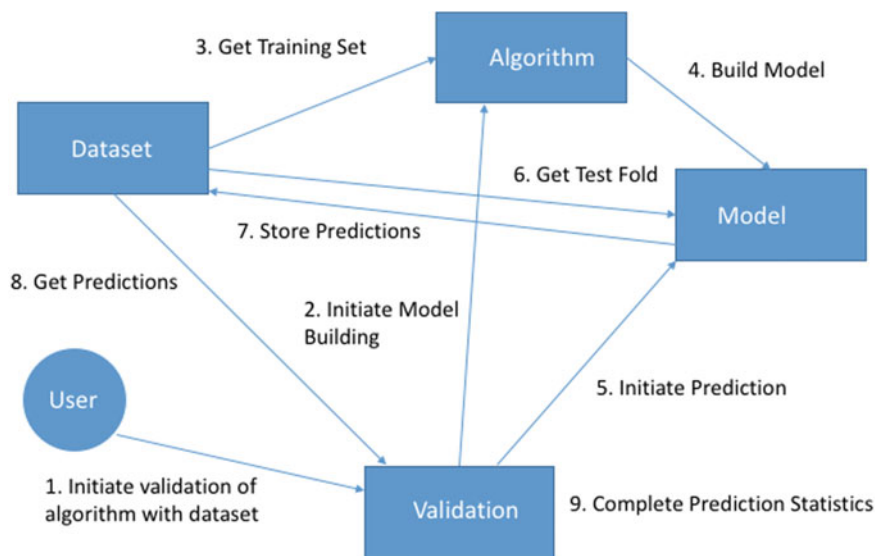 3. Get Training Set
Algorithm
4. Build Model
Dataset
6. Get Test Fold
Model
7. Store Predictions
8. Get Predictions
2. Initiate Model
Building
User
5. Initiate Prediction
1. Initiate validation of
algorithm with dataset
Validation
9. Complete Prediction Statistics